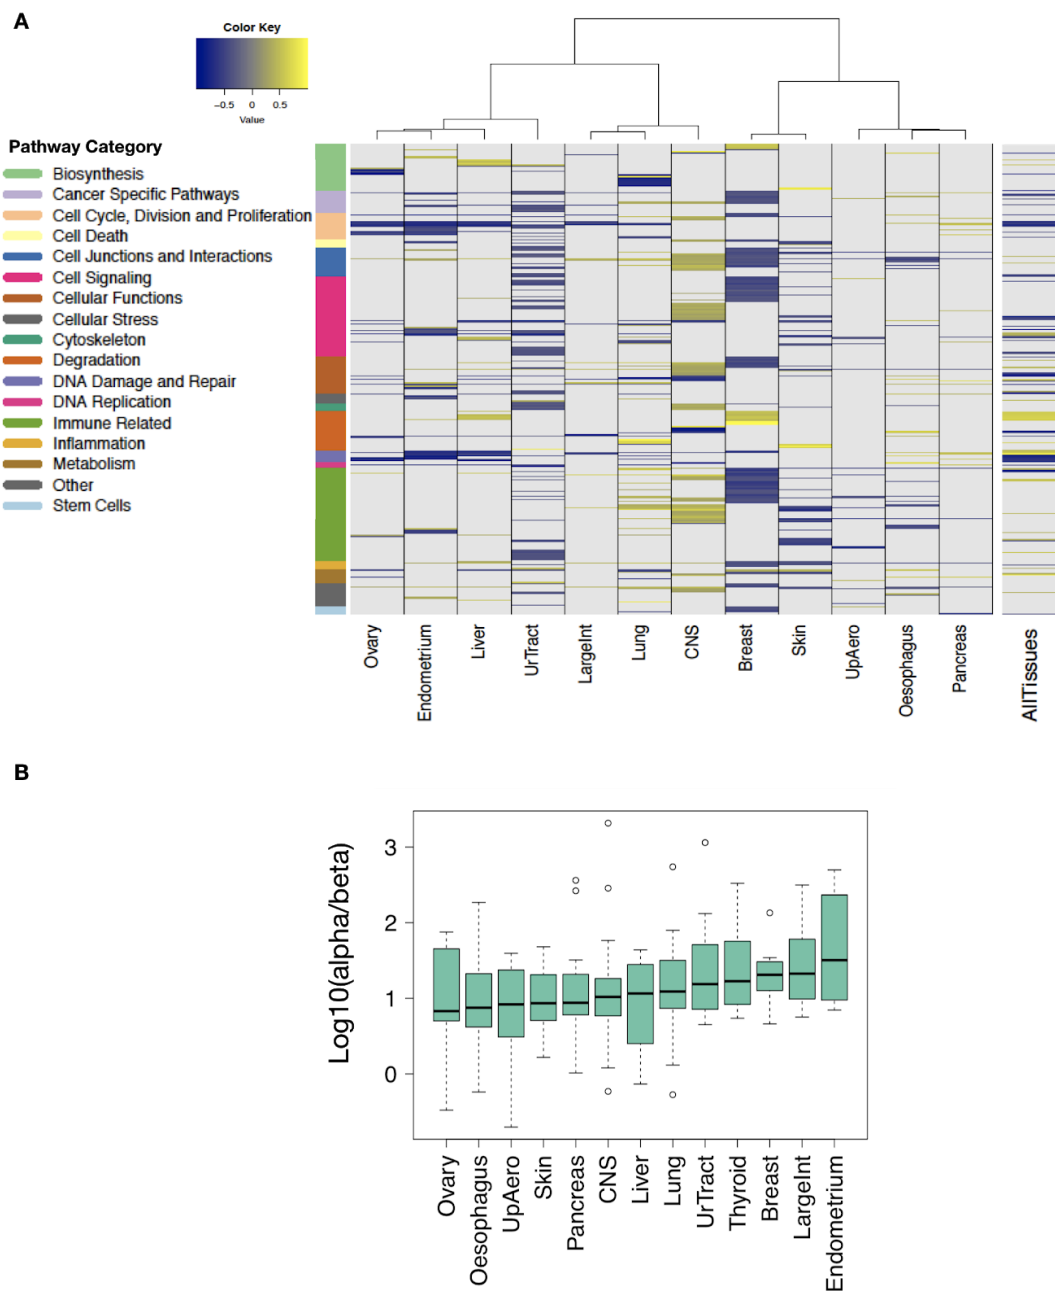 A
Color Key
−0.5 0 0.5
Value
Pathway Category
Biosynthesis
Cancer Specific Pathways
Cell Cycle, Division and Proliferation
Cell Death
Cell Junctions and Interactions
Cell Signaling
Cellular Functions
Cellular Stress
Cytoskeleton
Degradation
DNA Damage and Repair
DNA Replication
Immune Related
Inflammation
Metabolism
Other
Stem Cells
Ovary
Endometrium
Liver
UrTract
LargeInt
Lung
CNS
Breast
Skin
UpAero
Oesophagus
Pancreas
AllTissues
B
Log10(alpha/beta)
3
2
1
0
Ovary
Oesophagus
UpAero
Skin
Pancreas
CNS
Liver
Lung
UrTract
Thyroid
Breast
LargeInt
Endometrium